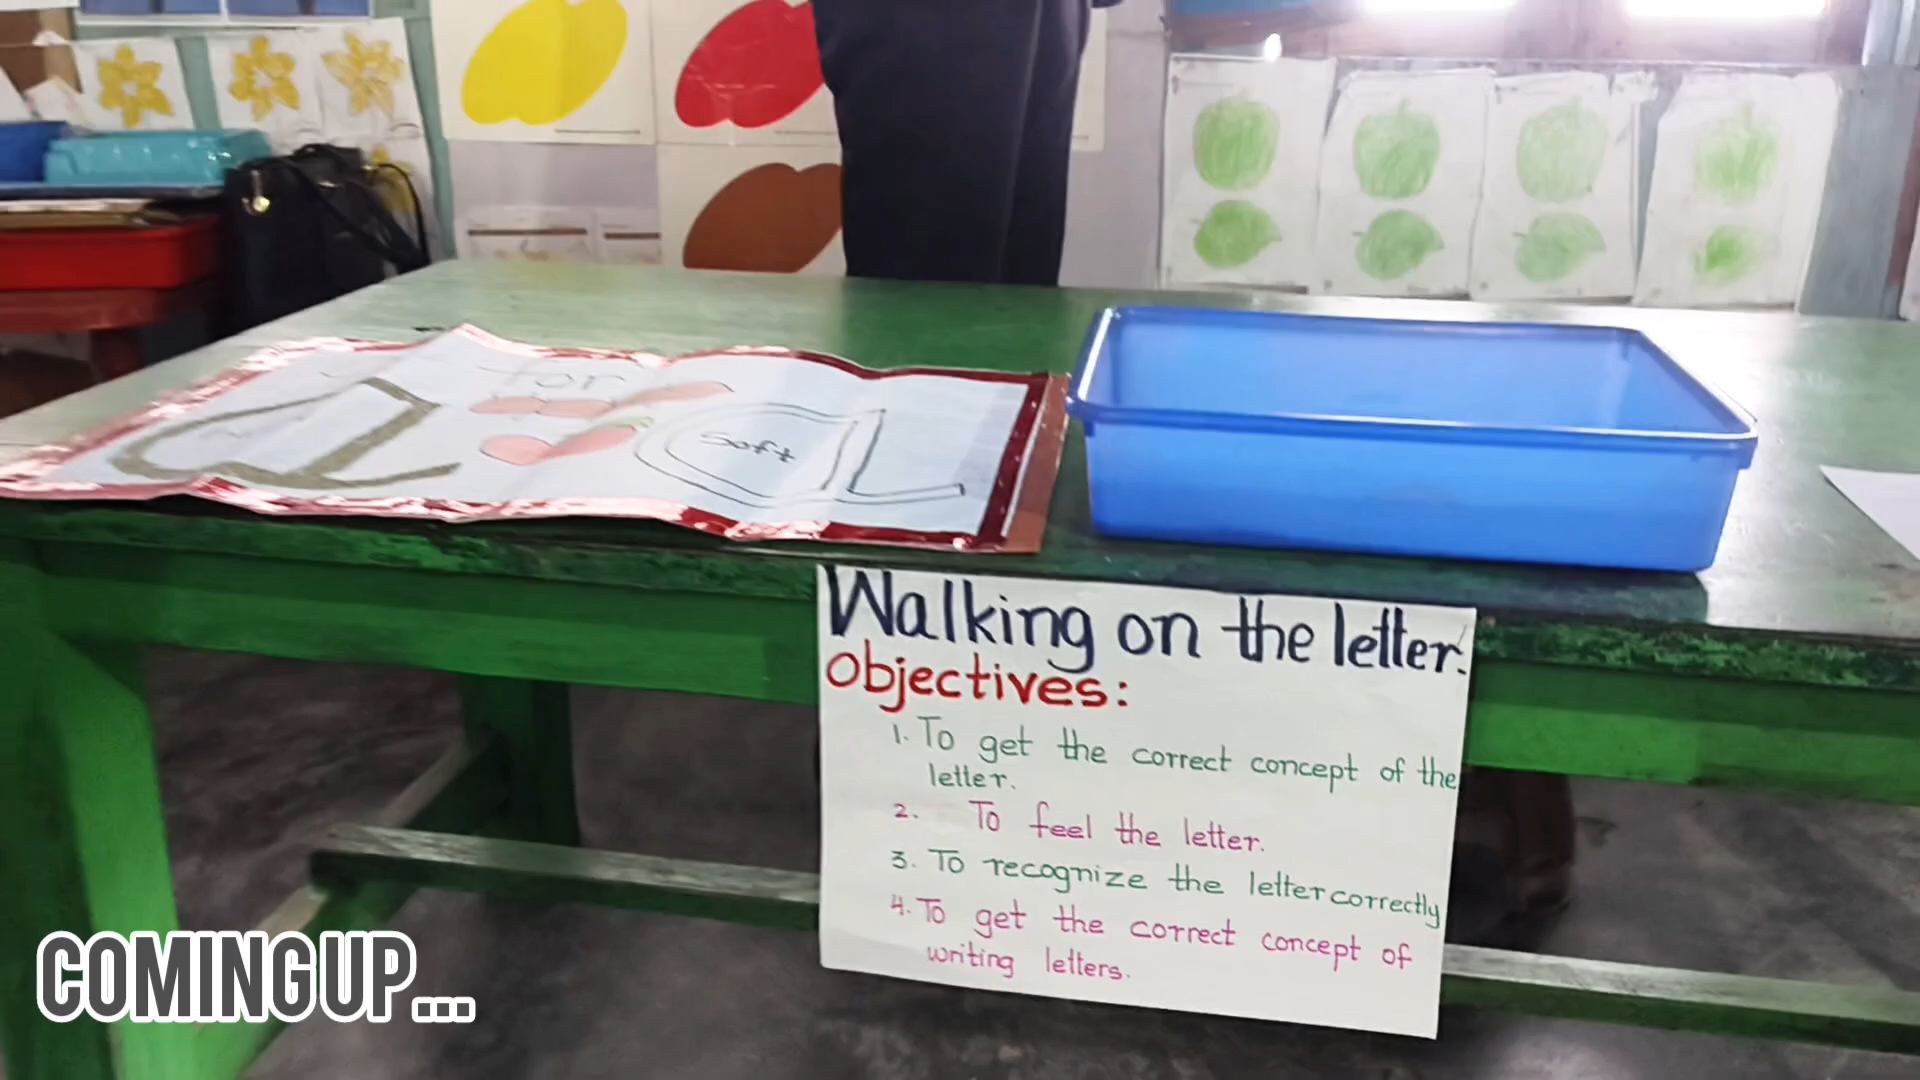 for
Soft
Walking on the letter.
Objectives:
1. To get the correct concept of the
letter.
2. To feel the letter.
3. To recognize the letter correctly
4. To get the correct concept of
writing letters.
COMING UP...